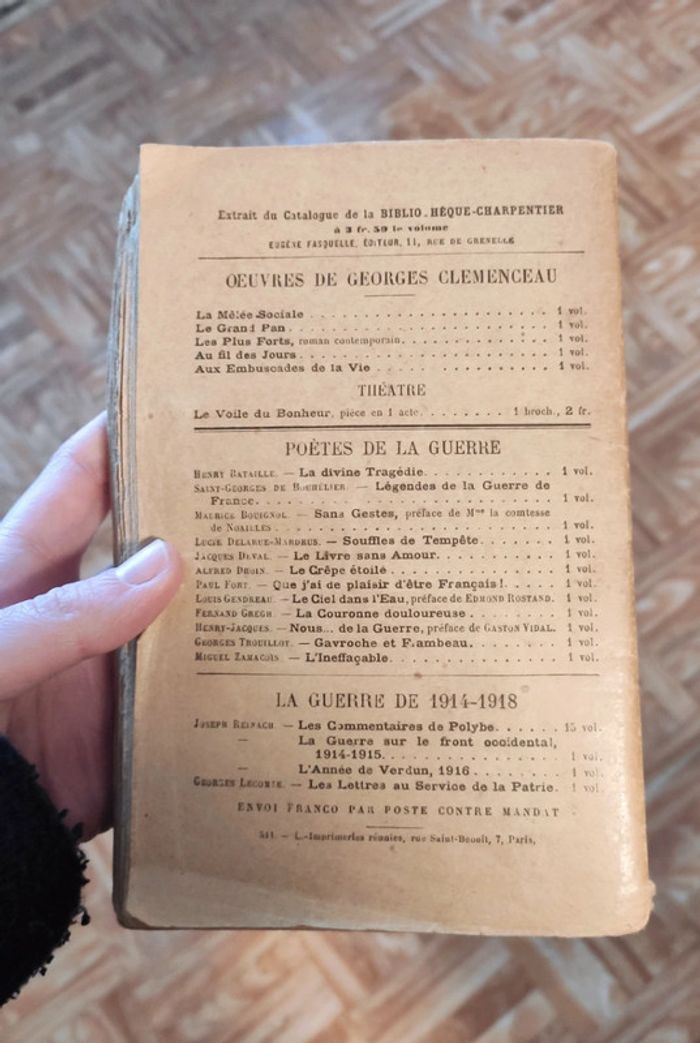 Extrait du Catalogue de la BIBLIO HÈQUE-CHARPENTIER
à 3 fr. 50 le volume
EUGÈNE FASQUELLE, ÉDITEUR, 11, RUE DE GRENELLE
ŒUVRES DE GEORGES CLEMENCEAU
La Mêlée Sociale . . . . . . . . . . . . . . . . . . 1 vol.
Le Grand Pan . . . . . . . . . . . . . . . . . . . . 1 vol.
Les Plus Forts, roman contemporain. . . . . . . . . . . 1 vol.
Au fil des Jours . . . . . . . . . . . . . . . . . . . 1 vol.
Aux Embuscades de la Vie . . . . . . . . . . . . . . 1 vol.
THÉATRE
Le Voile du Bonheur, pièce en 1 acte. . . . . . . . 1 broch., 2 fr.
POÈTES DE LA GUERRE
HENRY BATAILLE. — La divine Tragédie. . . . . . . . . . 1 vol.
SAINT-GEORGES DE BOUHÉLIER. — Légendes de la Guerre de
France. . . . . . . . . . . . . . . . . . . . . . . 1 vol.
MAURICE BOUIGNOL. — Sans Gestes, préface de Mme la comtesse
de NOAILLES . . . . . . . . . . . . . . . . . . . . 1 vol.
LUCIE DELARUE-MARDRUS. — Souffles de Tempête. . . . . . 1 vol.
JACQUES DEVAL. — Le Livre sans Amour. . . . . . . . . 1 vol.
ALFRED DROIN. — Le Crêpe étoilé . . . . . . . . . . . . 1 vol.
PAUL FORT. — Que j'ai de plaisir d'être Français! . . . . 1 vol.
LOUIS GENDREAU. — Le Ciel dans l'Eau, préface de EDMOND ROSTAND. 1 vol.
FERNAND GREGH. — La Couronne douloureuse . . . . . . . 1 vol.
HENRY-JACQUES. — Nous... de la Guerre, préface de GASTON VIDAL. 1 vol.
GEORGES TROUILLOT. — Gavroche et Flambeau. . . . . . . 1 vol.
MIGUEL ZAMACOÏS. — L'Ineffaçable. . . . . . . . . . . . 1 vol.
LA GUERRE DE 1914-1918
JOSEPH REINACH. — Les Commentaires de Polybe. . . . . . 15 vol.
— La Guerre sur le front occidental,
1914-1915. . . . . . . . . . . . . . 1 vol.
— L'Année de Verdun, 1916 . . . . . . . . 1 vol.
GEORGES LECOMTE. — Les Lettres au Service de la Patrie. 1 vol.
ENVOI FRANCO PAR POSTE CONTRE MANDAT
511. — L.-Imprimeries réunies, rue Saint-Benoît, 7, Paris,